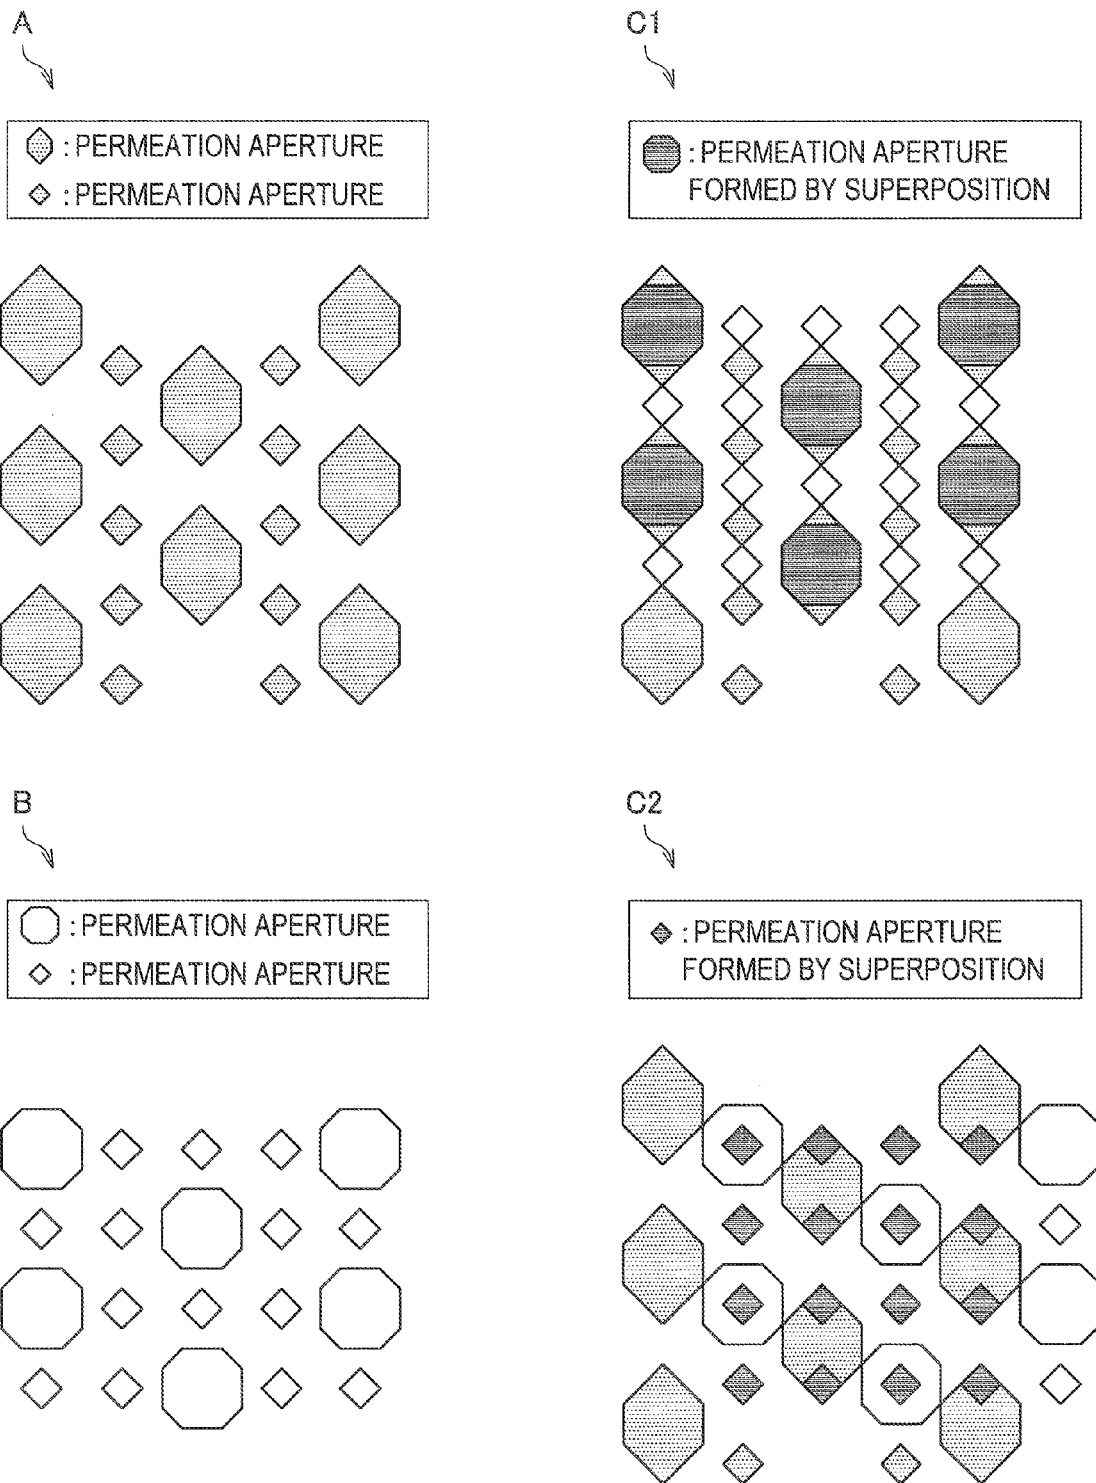 A
: PERMEATION APERTURE
: PERMEATION APERTURE
C1
: PERMEATION APERTURE
FORMED BY SUPERPOSITION
B
: PERMEATION APERTURE
: PERMEATION APERTURE
C2
: PERMEATION APERTURE
FORMED BY SUPERPOSITION